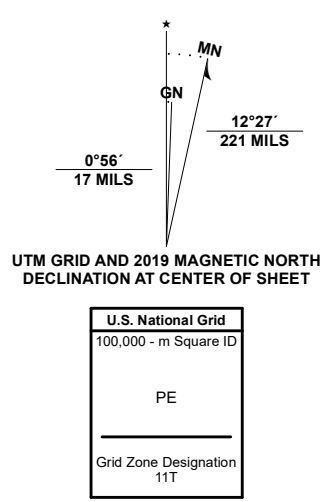 ★
MN
GN
12°27´
221 MILS
0°56´
17 MILS
UTM GRID AND 2019 MAGNETIC NORTH
DECLINATION AT CENTER OF SHEET
U.S. National Grid
100,000 - m Square ID
PE
Grid Zone Designation
11T